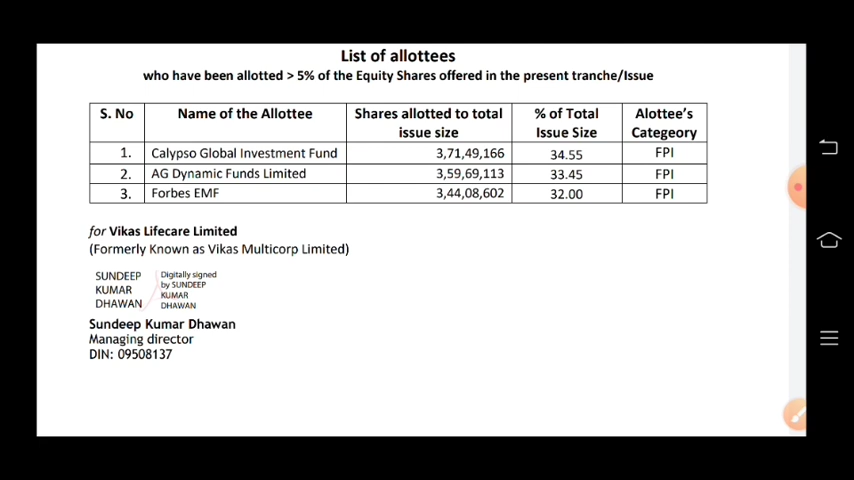 List of allottees
who have been allotted > 5% of the Equity Shares offered in the present tranche/Issue
S. No Name of the Allottee Shares allotted to total issue size % of Total Issue Size Alottee's Categeory
1. Calypso Global Investment Fund 3,71,49,166 34.55 FPI
2. AG Dynamic Funds Limited 3,59,69,113 33.45 FPI
3. Forbes EMF 3,44,08,602 32.00 FPI
for Vikas Lifecare Limited
(Formerly Known as Vikas Multicorp Limited)
SUNDEEP
KUMAR
DHAWAN
Digitally signed
by SUNDEEP
KUMAR
DHAWAN
Sundeep Kumar Dhawan
Managing director
DIN: 09508137